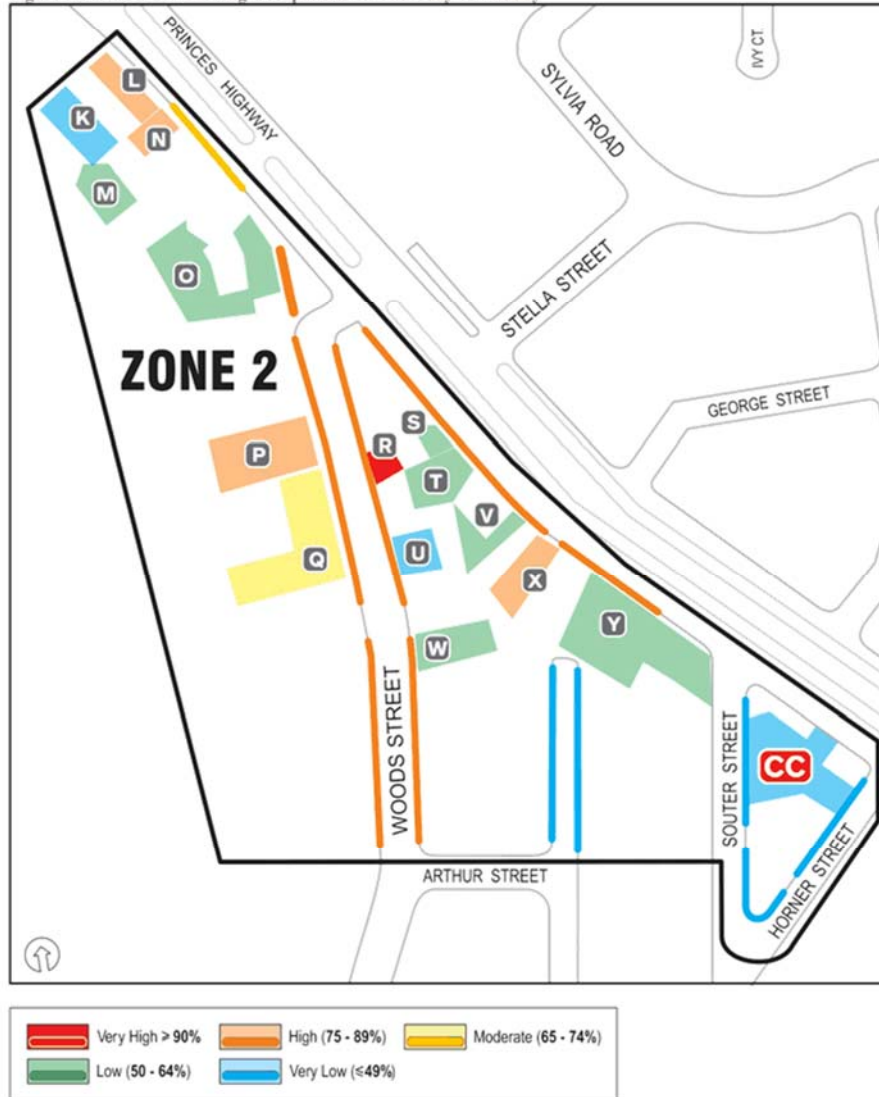 PRINCES HIGHWAY
IVY CT.
SYLVIA ROAD
L
K
N
M
O
STELLA STREET
ZONE 2
GEORGE STREET
S
R
P
T
V
Q
U
X
Y
W
WOODS STREET
SOUTER STREET
CC
HORNER STREET
ARTHUR STREET
Very High ≥ 90%
High (75 - 89%)
Moderate (65 - 74%)
Low (50 - 64%)
Very Low (≤49%)